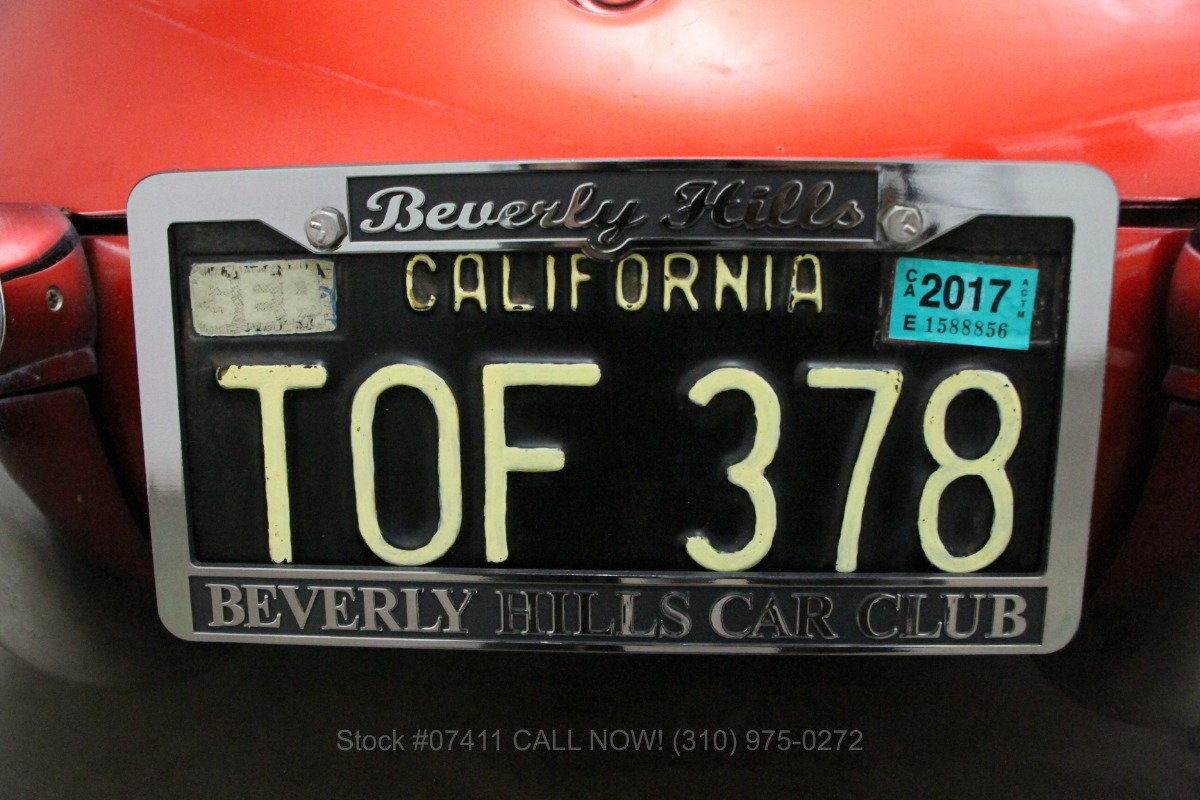 Beverly Hills
CALIFORNIA
CA 2017 ACTM
E 1588856
TOF 378
BEVERLY HILLS CAR CLUB
Stock #07411 CALL NOW! (310) 975-0272